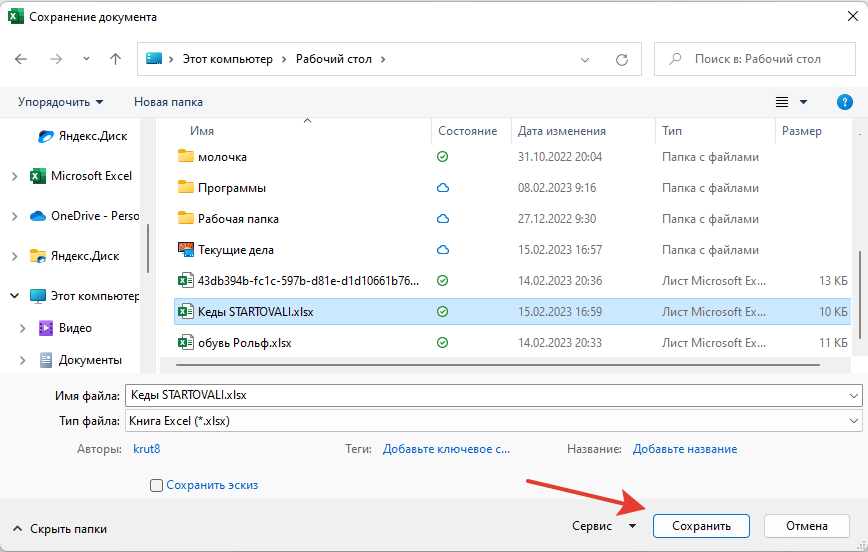 Сохранение документа
Этот компьютер Рабочий стол
Поиск в: Рабочий стол
Упорядочить Новая папка
Имя Состояние Дата изменения Тип Размер
Яндекс.Диск
Microsoft Excel
OneDrive - Perso
Яндекс.Диск
Этот компьютер
Видео
Документы
молочка 31.10.2022 20:04 Папка с файлами
Программы 08.02.2023 9:16 Папка с файлами
Рабочая папка 27.12.2022 9:30 Папка с файлами
Текущие дела 15.02.2023 16:57 Папка с файлами
43db394b-fc1c-597b-d81e-d1d10661b76... 14.02.2023 20:36 Лист Microsoft Ex... 13 КБ
Кеды STARTOVALI.xlsx 15.02.2023 16:59 Лист Microsoft Ex... 10 КБ
обувь Рольф.xlsx 14.02.2023 20:33 Лист Microsoft Ex... 11 КБ
Имя файла: Кеды STARTOVALI.xlsx
Тип файла: Книга Excel (*.xlsx)
Авторы: krut8 Теги: Добавьте ключевое с... Название: Добавьте название
Сохранить эскиз
Скрыть папки Сервис Сохранить Отмена